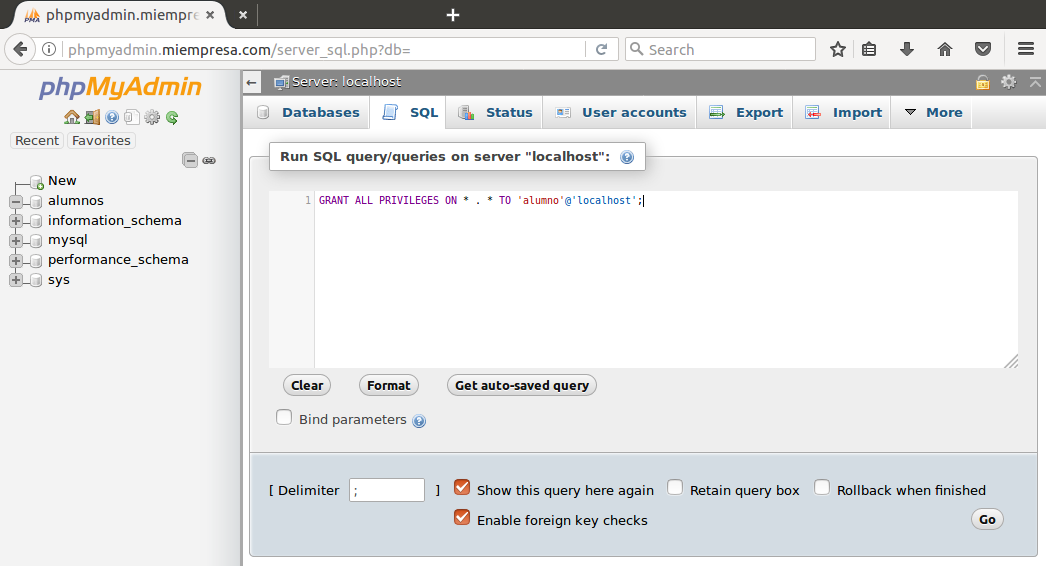 phpmyadmin.miempres
phpmyadmin.miempresa.com/server_sql.php?db=
Search
phpMyAdmin
Server: localhost
Databases
SQL
Status
User accounts
Export
Import
More
Recent
Favorites
New
alumnos
information_schema
mysql
performance_schema
sys
Run SQL query/queries on server "localhost":
1 GRANT ALL PRIVILEGES ON * . * TO 'alumno'@'localhost';
Clear
Format
Get auto-saved query
Bind parameters
[ Delimiter ; ]
Show this query here again
Retain query box
Rollback when finished
Enable foreign key checks
Go